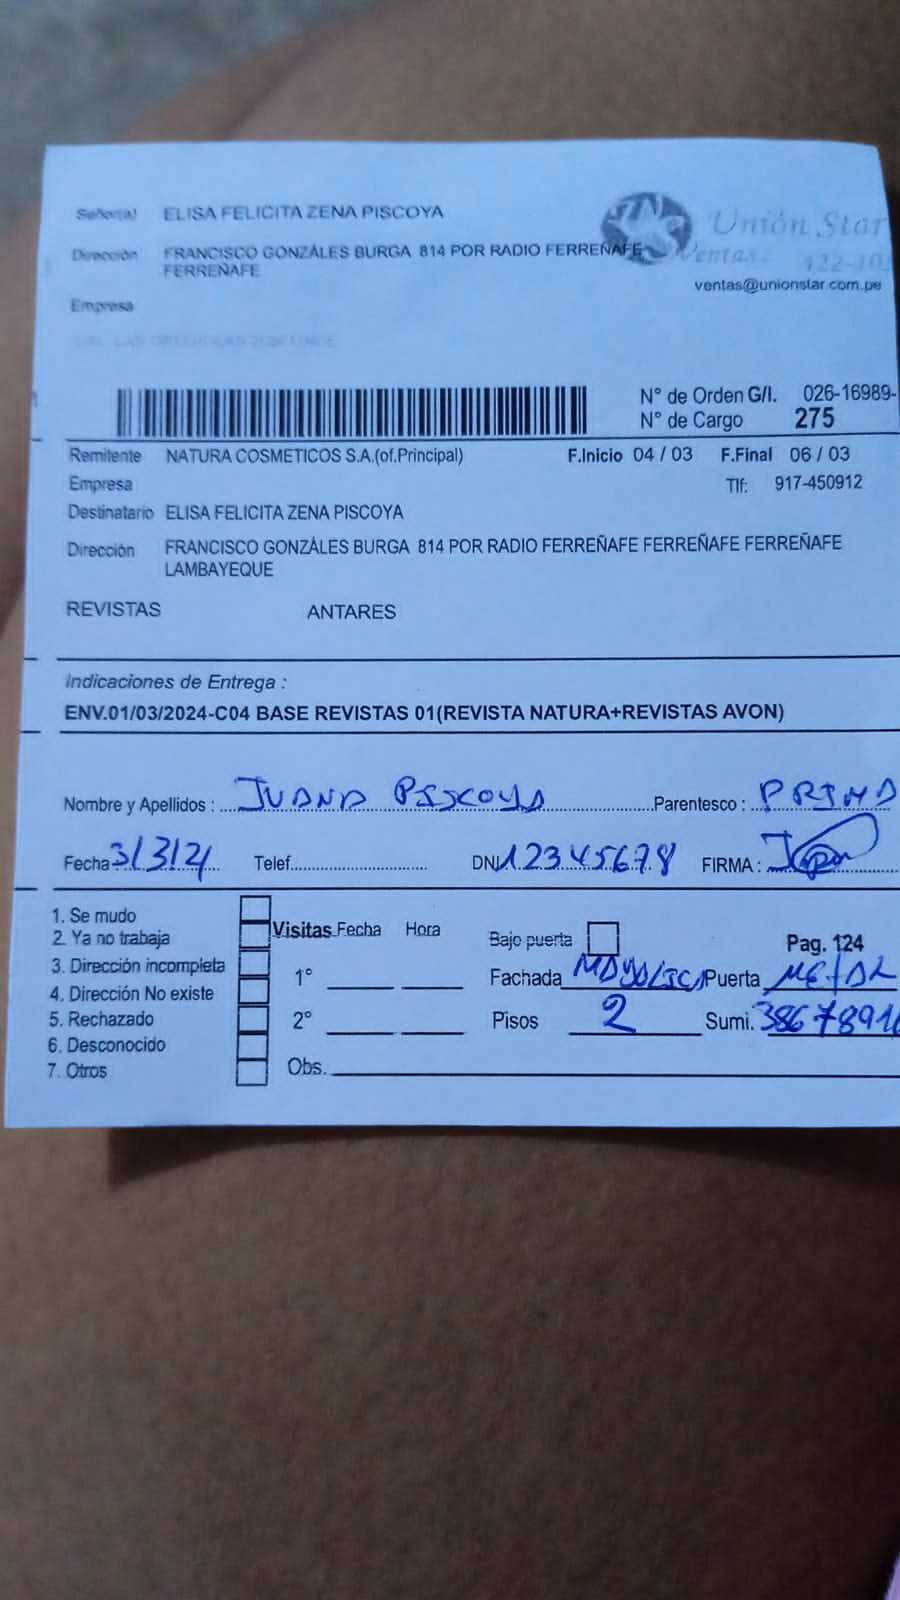 Señor(a) ELISA FELICITA ZENA PISCOYA
Unión Star
Dirección FRANCISCO GONZÁLES BURGA 814 POR RADIO FERREÑAFE
FERREÑAFE
Ventas:
ventas@unionstar.com.pe
Empresa
N° de Orden G/I. 026-16989-
N° de Cargo 275
Remitente NATURA COSMETICOS S.A.(of.Principal) F.Inicio 04 / 03 F.Final 06 / 03
Empresa Tlf: 917-450912
Destinatario ELISA FELICITA ZENA PISCOYA
Dirección FRANCISCO GONZÁLES BURGA 814 POR RADIO FERREÑAFE FERREÑAFE FERREÑAFE
LAMBAYEQUE
REVISTAS ANTARES
Indicaciones de Entrega :
ENV.01/03/2024-C04 BASE REVISTAS 01(REVISTA NATURA+REVISTAS AVON)
Nombre y Apellidos : JUANA PISCOYA Parentesco : PRIMA
Fecha 3/3/21 Telef. DNI 12345678 FIRMA :
1. Se mudo
2. Ya no trabaja Visitas Fecha Hora Bajo puerta Pag. 124
3. Dirección incompleta 1° Fachada MAYOLICA Puerta METAL
4. Dirección No existe
5. Rechazado 2° Pisos 2 Sumi. 3867891
6. Desconocido
7. Otros Obs.